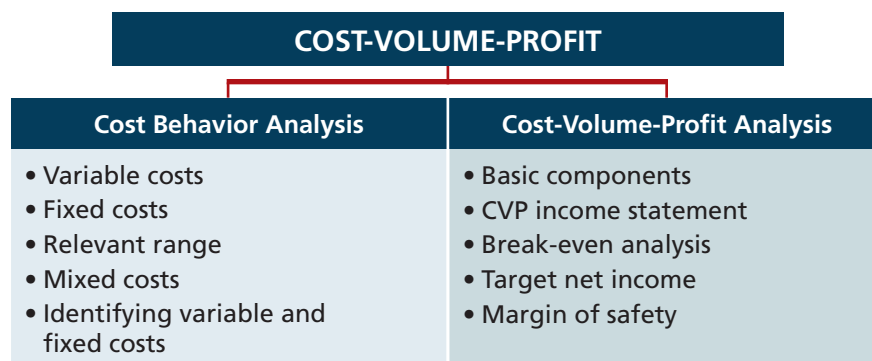 COST-VOLUME-PROFIT
Cost Behavior Analysis
• Variable costs
• Fixed costs
• Relevant range
• Mixed costs
• Identifying variable and
fixed costs
Cost-Volume-Profit Analysis
• Basic components
• CVP income statement
• Break-even analysis
• Target net income
• Margin of safety